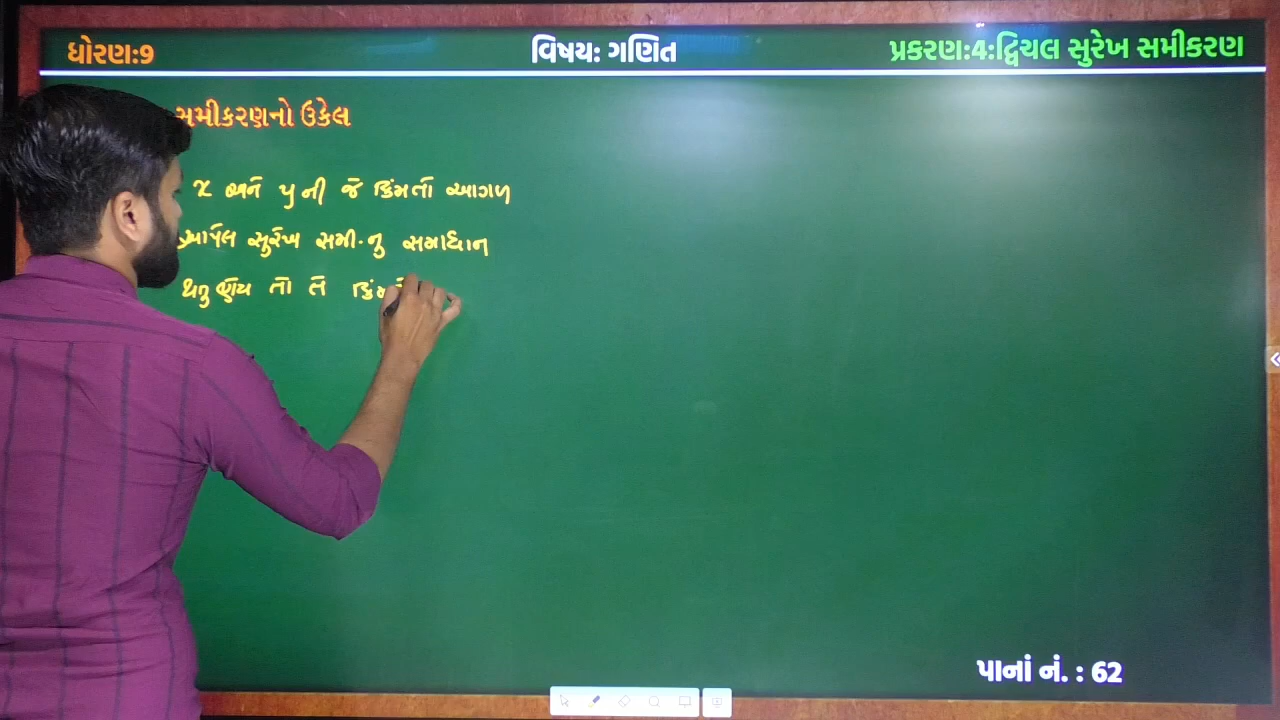 ધોરણ:9
વિષય: ગણિત
પ્રકરણ:4:દ્વિચલ સુરેખ સમીકરણ
સમીકરણનો ઉકેલ
x અને y ની જે કિંમતો આગળ
આપેલ સુરેખ સમી.નુ સમાધાન
થતુ હોય તો તે
પાનાં નં. : 62